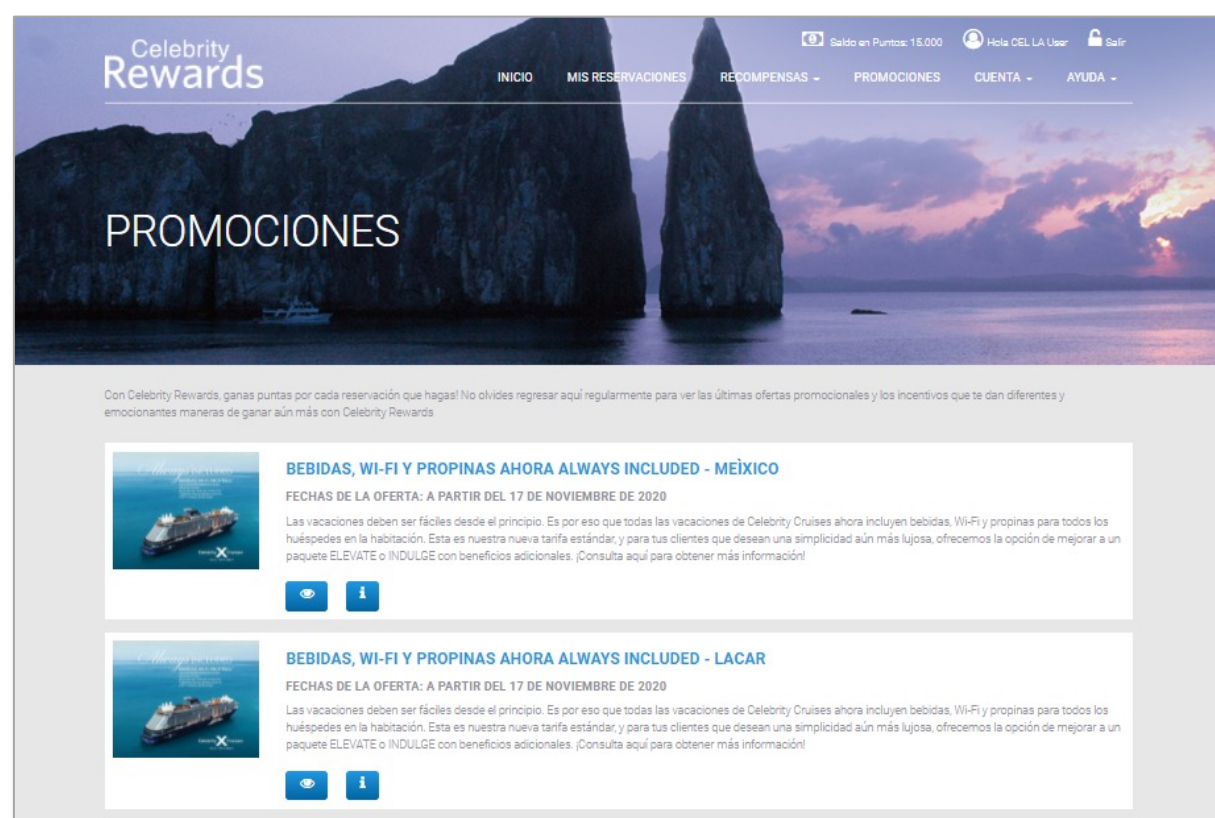 Celebrity
Rewards
Saldo en Puntos: 15.000 Hola CEL LA User Salir
INICIO MIS RESERVACIONES RECOMPENSAS PROMOCIONES CUENTA AYUDA
PROMOCIONES
Con Celebrity Rewards, ganas puntas por cada reservación que hagas! No olvides regresar aquí regularmente para ver las últimas ofertas promocionales y los incentivos que te dan diferentes y
emocionantes maneras de ganar aún más con Celebrity Rewards
Always INCLUDED
Celebrity X Cruises
BEBIDAS, WI-FI Y PROPINAS AHORA ALWAYS INCLUDED - MEÌXICO
FECHAS DE LA OFERTA: A PARTIR DEL 17 DE NOVIEMBRE DE 2020
Las vacaciones deben ser fáciles desde el principio. Es por eso que todas las vacaciones de Celebrity Cruises ahora incluyen bebidas, Wi-Fi y propinas para todos los
huéspedes en la habitación. Esta es nuestra nueva tarifa estándar, y para tus clientes que desean una simplicidad aún más lujosa, ofrecemos la opción de mejorar a un
paquete ELEVATE o INDULGE con beneficios adicionales. ¡Consulta aquí para obtener más información!
Always INCLUDED
Celebrity X Cruises
BEBIDAS, WI-FI Y PROPINAS AHORA ALWAYS INCLUDED - LACAR
FECHAS DE LA OFERTA: A PARTIR DEL 17 DE NOVIEMBRE DE 2020
Las vacaciones deben ser fáciles desde el principio. Es por eso que todas las vacaciones de Celebrity Cruises ahora incluyen bebidas, Wi-Fi y propinas para todos los
huéspedes en la habitación. Esta es nuestra nueva tarifa estándar, y para tus clientes que desean una simplicidad aún más lujosa, ofrecemos la opción de mejorar a un
paquete ELEVATE o INDULGE con beneficios adicionales. ¡Consulta aquí para obtener más información!